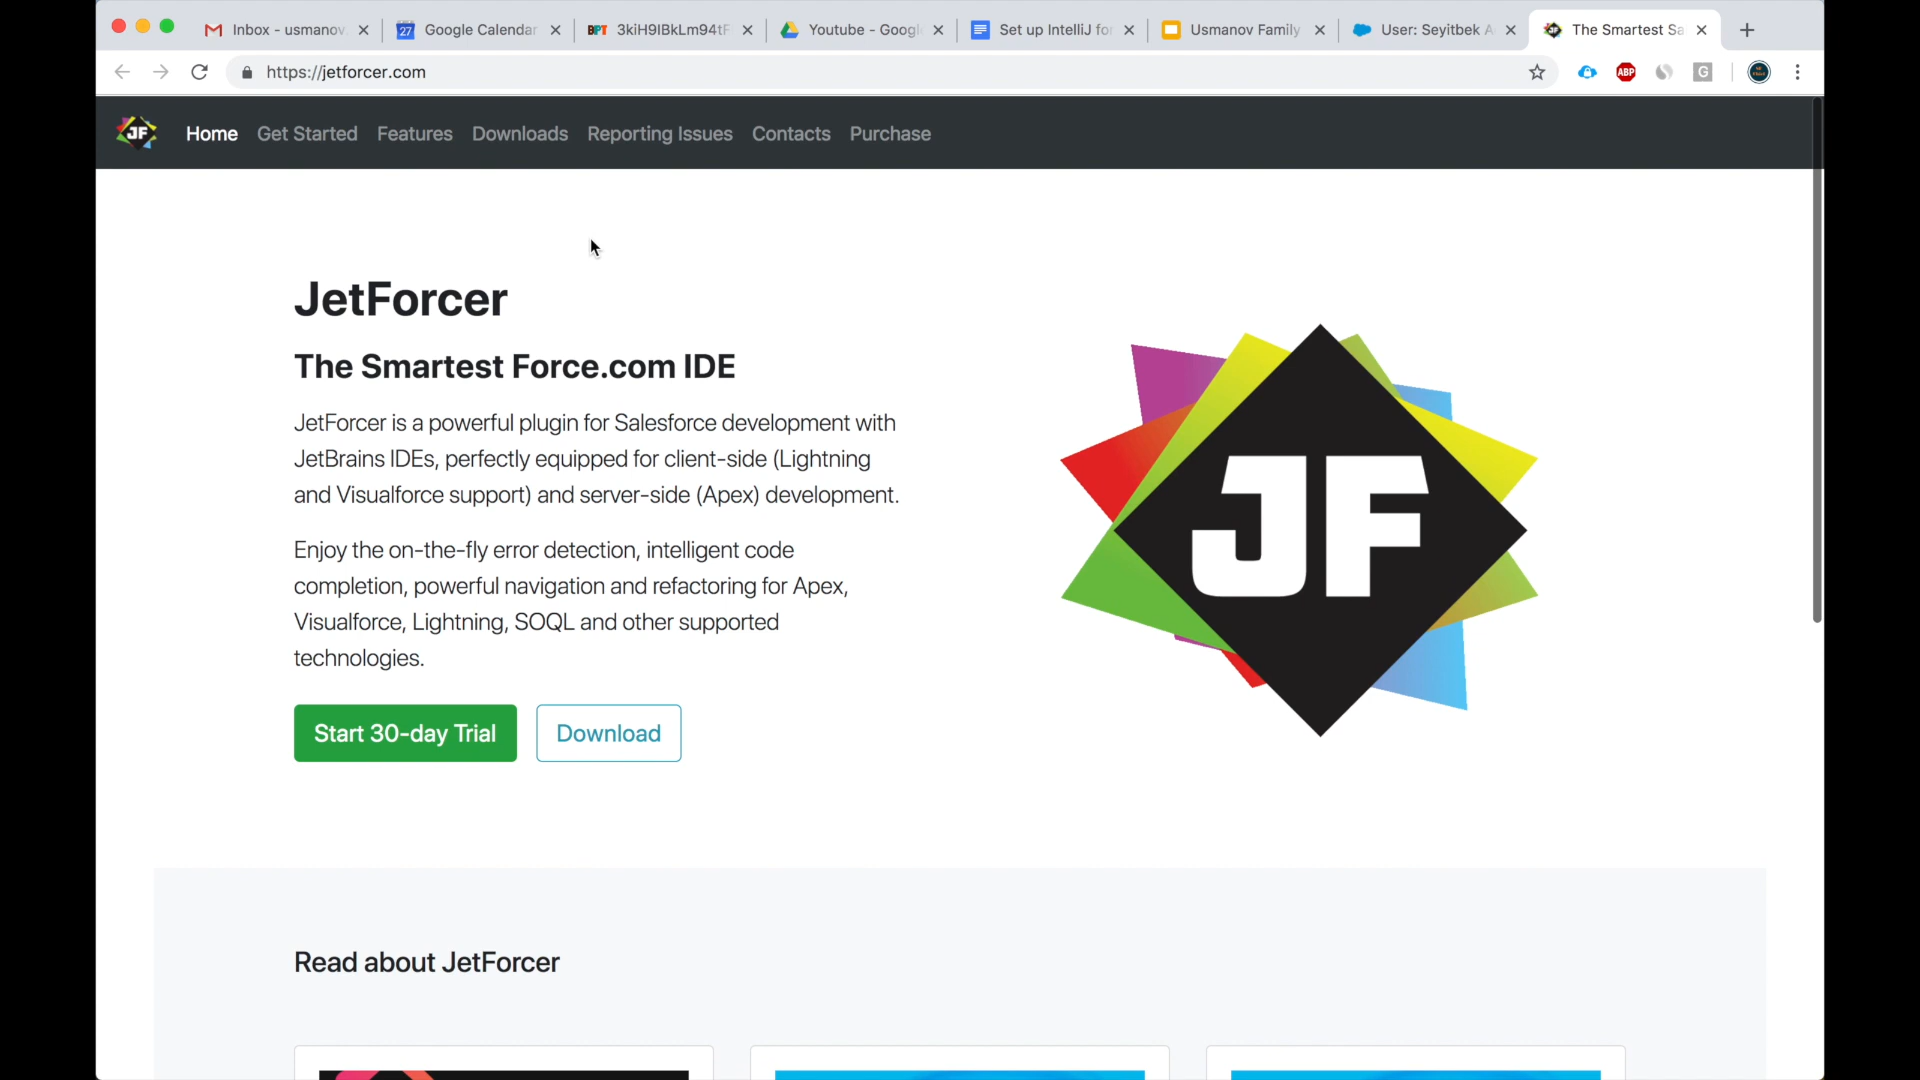 Inbox - usmanov.
27
Google Calendar
BPT
3kiH9IBkLm94tF
Youtube - Googl
Set up IntelliJ for
Usmanov Family
User: Seyitbek A
The Smartest Sa
https://jetforcer.com
ABP
G
JF
Home
Get Started
Features
Downloads
Reporting Issues
Contacts
Purchase
JetForcer
The Smartest Force.com IDE
JetForcer is a powerful plugin for Salesforce development with
JetBrains IDEs, perfectly equipped for client-side (Lightning
and Visualforce support) and server-side (Apex) development.
Enjoy the on-the-fly error detection, intelligent code
completion, powerful navigation and refactoring for Apex,
Visualforce, Lightning, SOQL and other supported
technologies.
Start 30-day Trial
Download
JF
Read about JetForcer